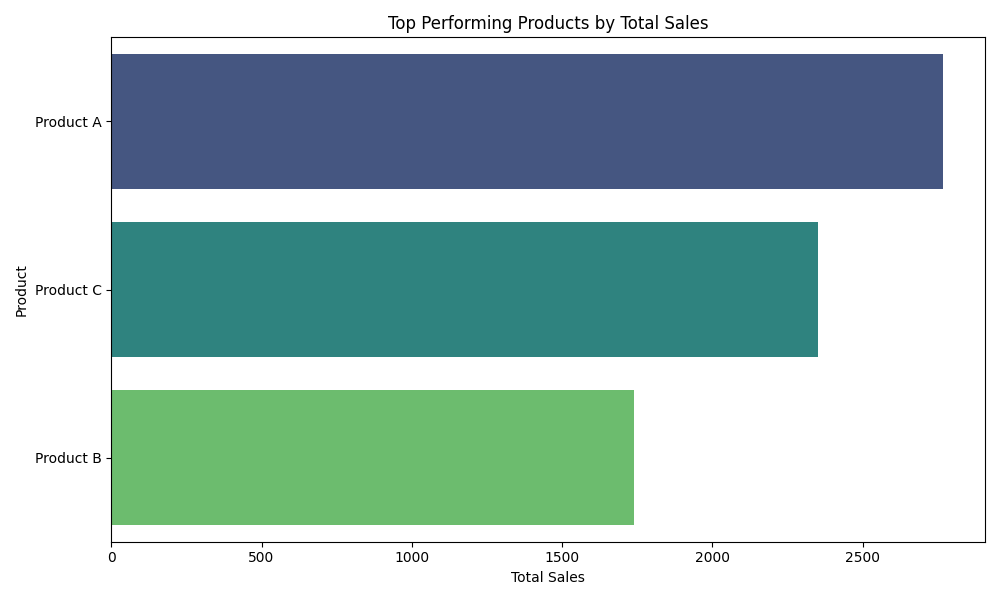 Top Performing Products by Total Sales
Product
Product A
Product C
Product B
0 500 1000 1500 2000 2500
Total Sales